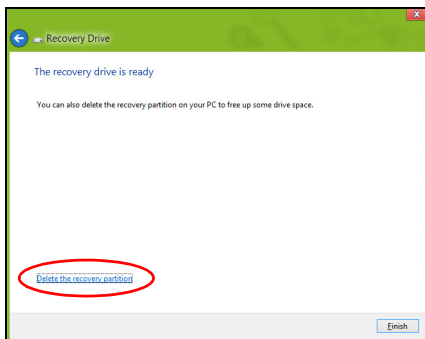 x
Recovery Drive
The recovery drive is ready
You can also delete the recovery partition on your PC to free up some drive space.
Delete the recovery partition
Finish